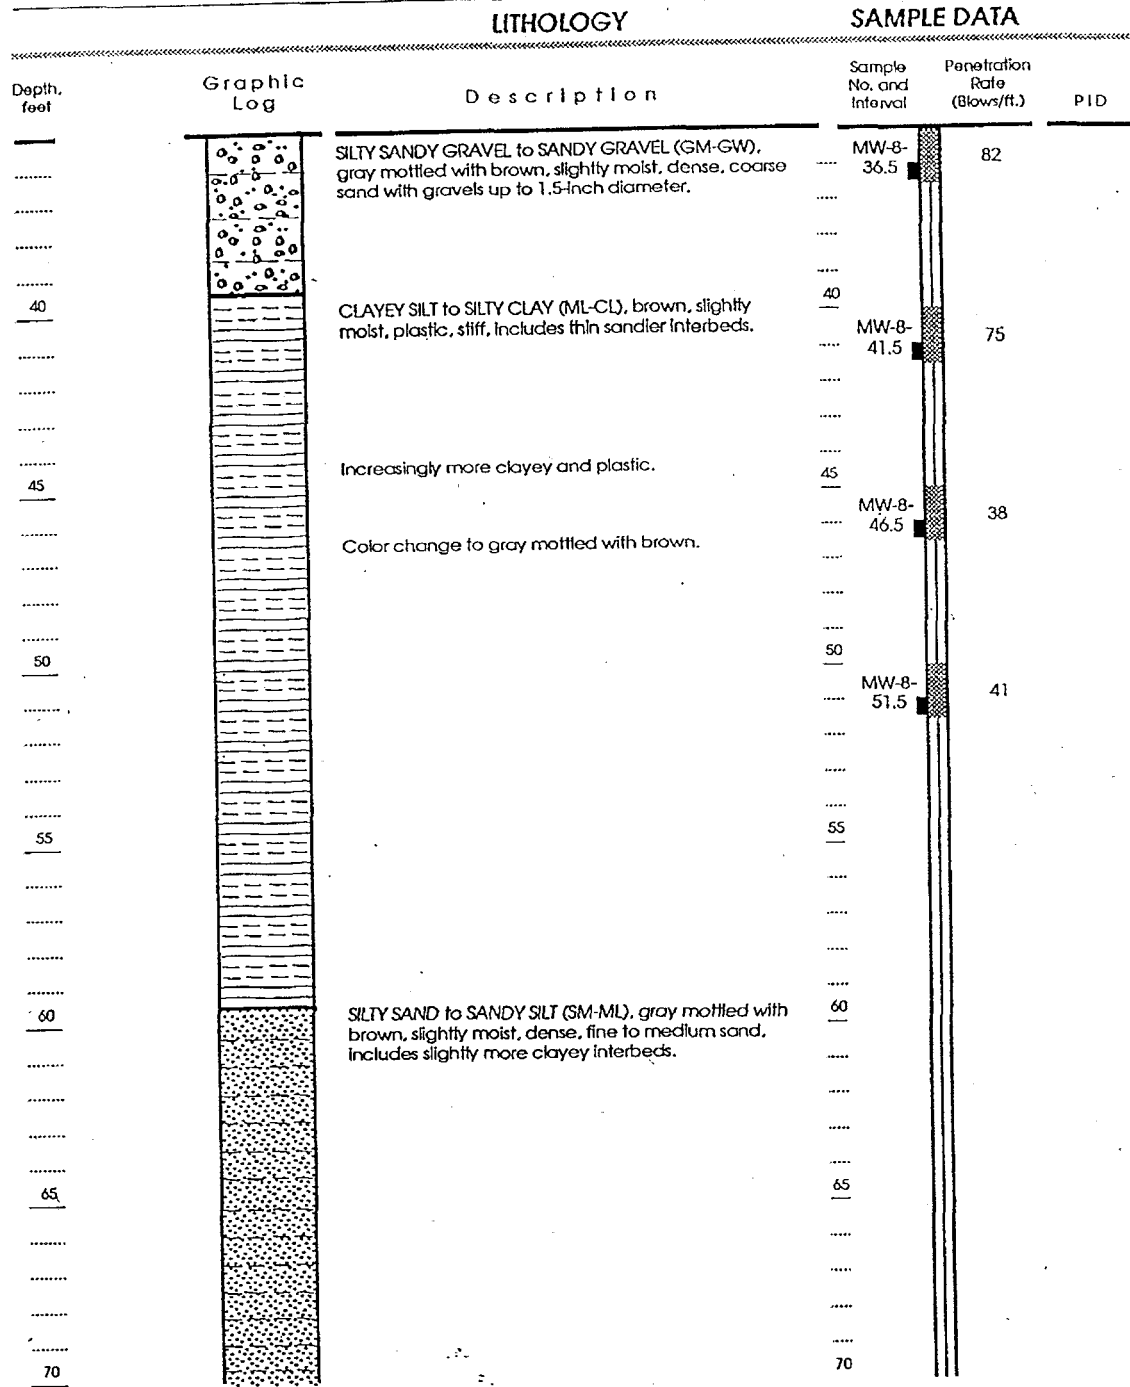 LITHOLOGY SAMPLE DATA
Depth, feet
Graphic Log
Description
Sample No. and Interval
Penetration Rate (Blows/ft.)
PID
SILTY SANDY GRAVEL to SANDY GRAVEL (GM-GW),
gray mottled with brown, slightly moist, dense, coarse
sand with gravels up to 1.5-inch diameter.
MW-8-
36.5
82
40
CLAYEY SILT to SILTY CLAY (ML-CL), brown, slightly
moist, plastic, stiff, includes thin sandier interbeds.
40
MW-8-
41.5
75
Increasingly more clayey and plastic.
45
45
MW-8-
46.5
38
Color change to gray mottled with brown.
50
50
MW-8-
51.5
41
55
55
60
SILTY SAND to SANDY SILT (SM-ML), gray mottled with
brown, slightly moist, dense, fine to medium sand,
includes slightly more clayey interbeds.
60
65
65
70
70